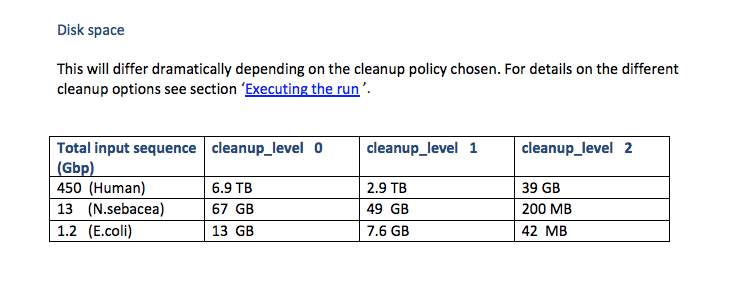 Disk space
This will differ dramatically depending on the cleanup policy chosen. For details on the different
cleanup options see section ‘Executing the run’.
Total input sequence (Gbp) cleanup_level 0 cleanup_level 1 cleanup_level 2
450 (Human) 6.9 TB 2.9 TB 39 GB
13 (N.sebacea) 67 GB 49 GB 200 MB
1.2 (E.coli) 13 GB 7.6 GB 42 MB